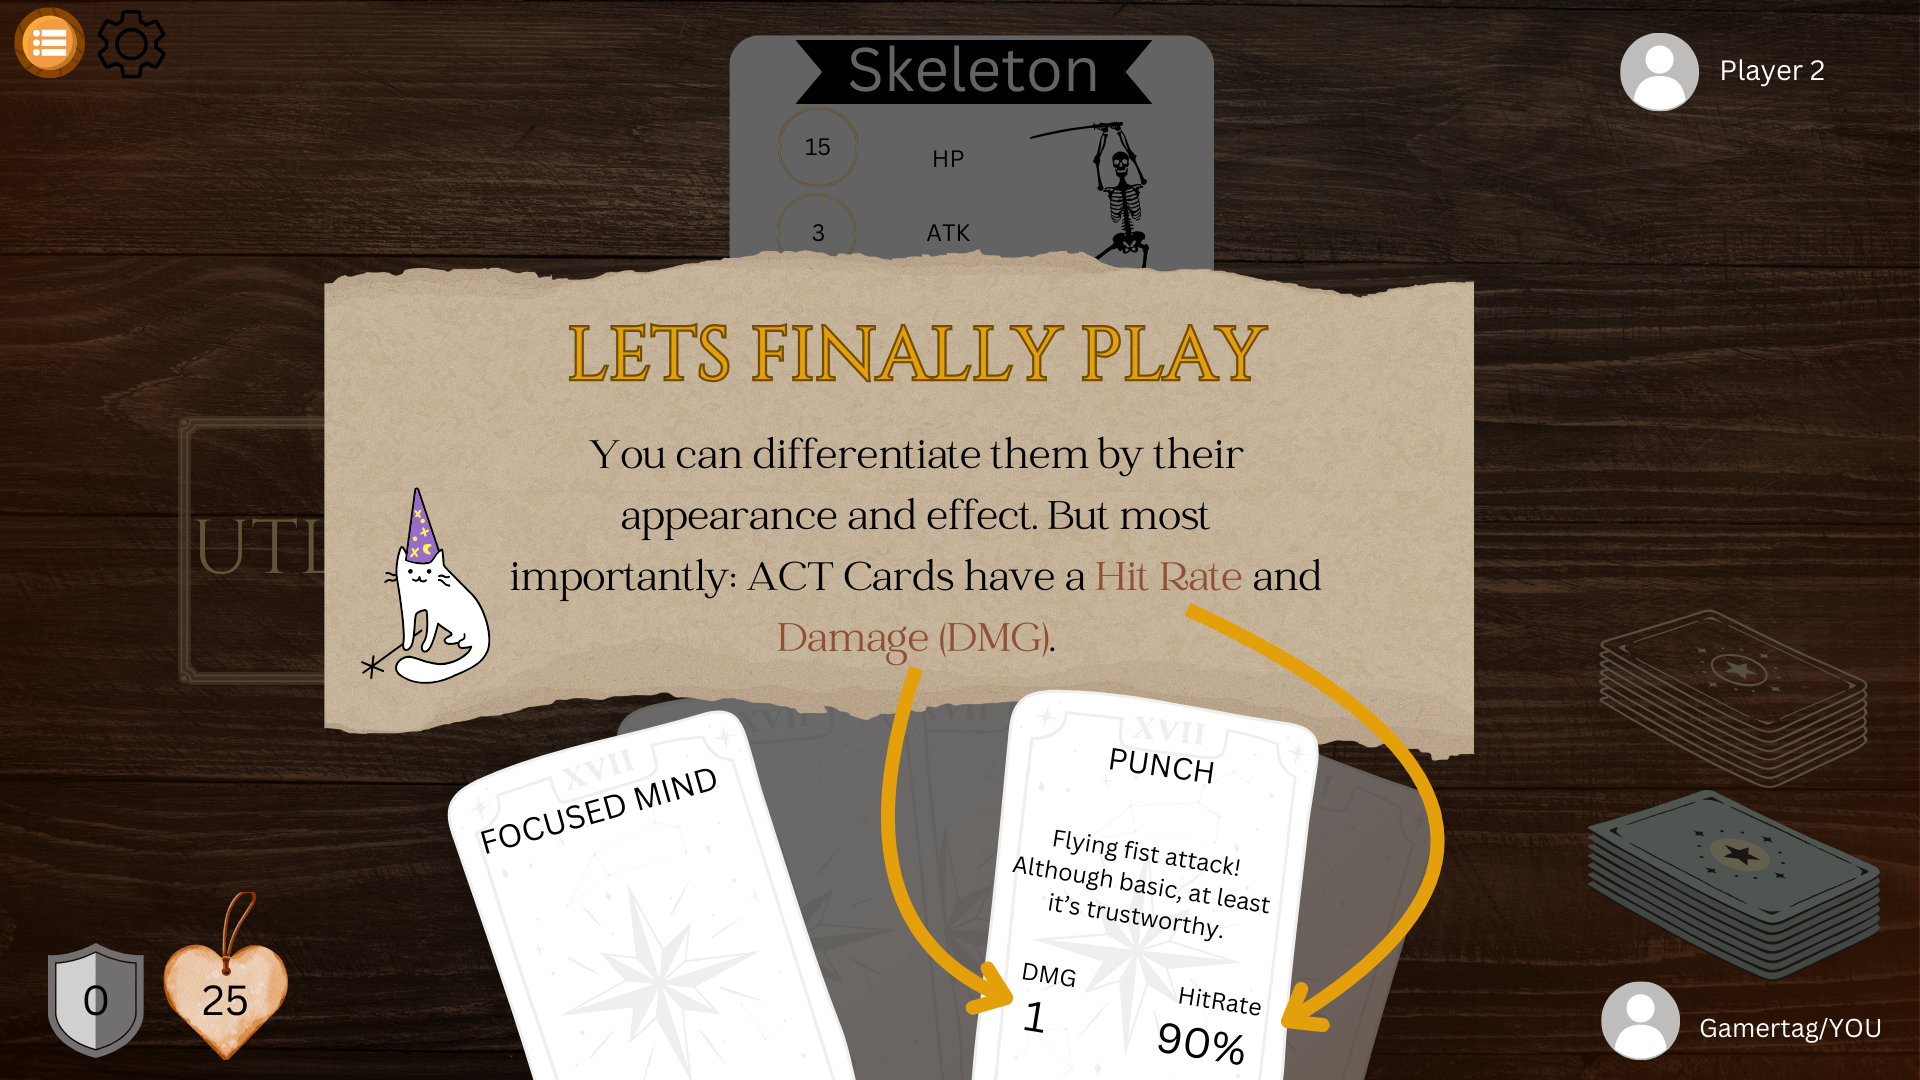 Skeleton
Player 2
15
HP
3
ATK
LETS FINALLY PLAY
You can differentiate them by their
appearance and effect. But most
importantly: ACT Cards have a Hit Rate and
Damage (DMG).
XVII
XVII
XVII
XVII
FOCUSED MIND
PUNCH
Flying fist attack!
Although basic, at least
it’s trustworthy.
DMG
1
HitRate
90%
0
25
Gamertag/YOU